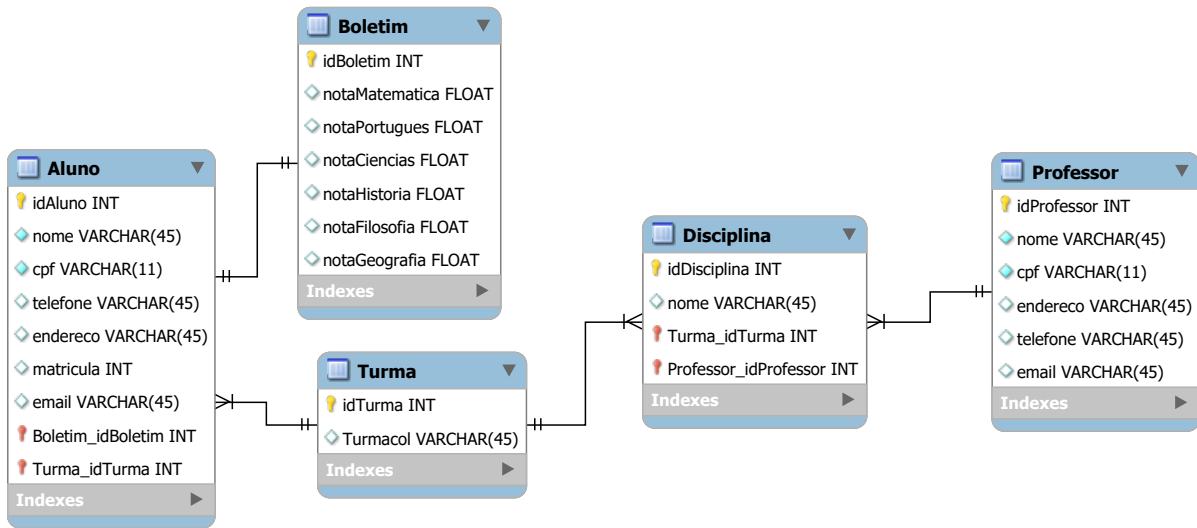 Boletim
idBoletim INT
notaMatematica FLOAT
notaPortugues FLOAT
notaCiencias FLOAT
notaHistoria FLOAT
notaFilosofia FLOAT
notaGeografia FLOAT
Indexes
Aluno
idAluno INT
nome VARCHAR(45)
cpf VARCHAR(11)
telefone VARCHAR(45)
endereco VARCHAR(45)
matricula INT
email VARCHAR(45)
Boletim_idBoletim INT
Turma_idTurma INT
Indexes
Turma
idTurma INT
Turmacol VARCHAR(45)
Indexes
Disciplina
idDisciplina INT
nome VARCHAR(45)
Turma_idTurma INT
Professor_idProfessor INT
Indexes
Professor
idProfessor INT
nome VARCHAR(45)
cpf VARCHAR(11)
endereco VARCHAR(45)
telefone VARCHAR(45)
email VARCHAR(45)
Indexes